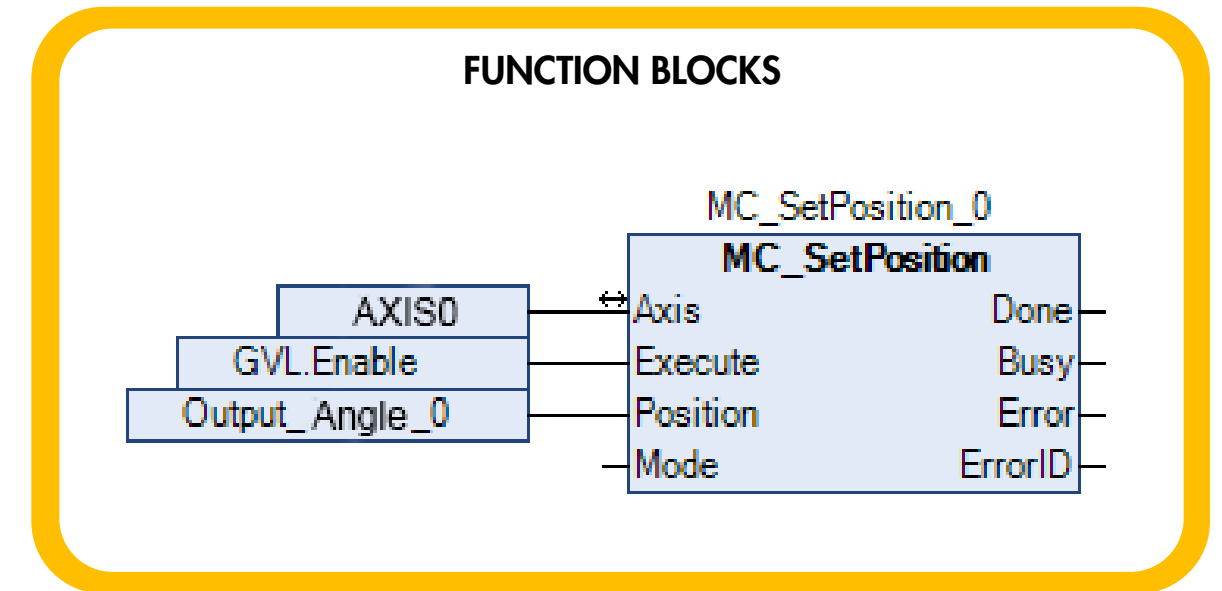 FUNCTION BLOCKS
MC_SetPosition_0
MC_SetPosition
AXIS0 Axis Done
GVL.Enable Execute Busy
Output_Angle_0 Position Error
Mode ErrorID